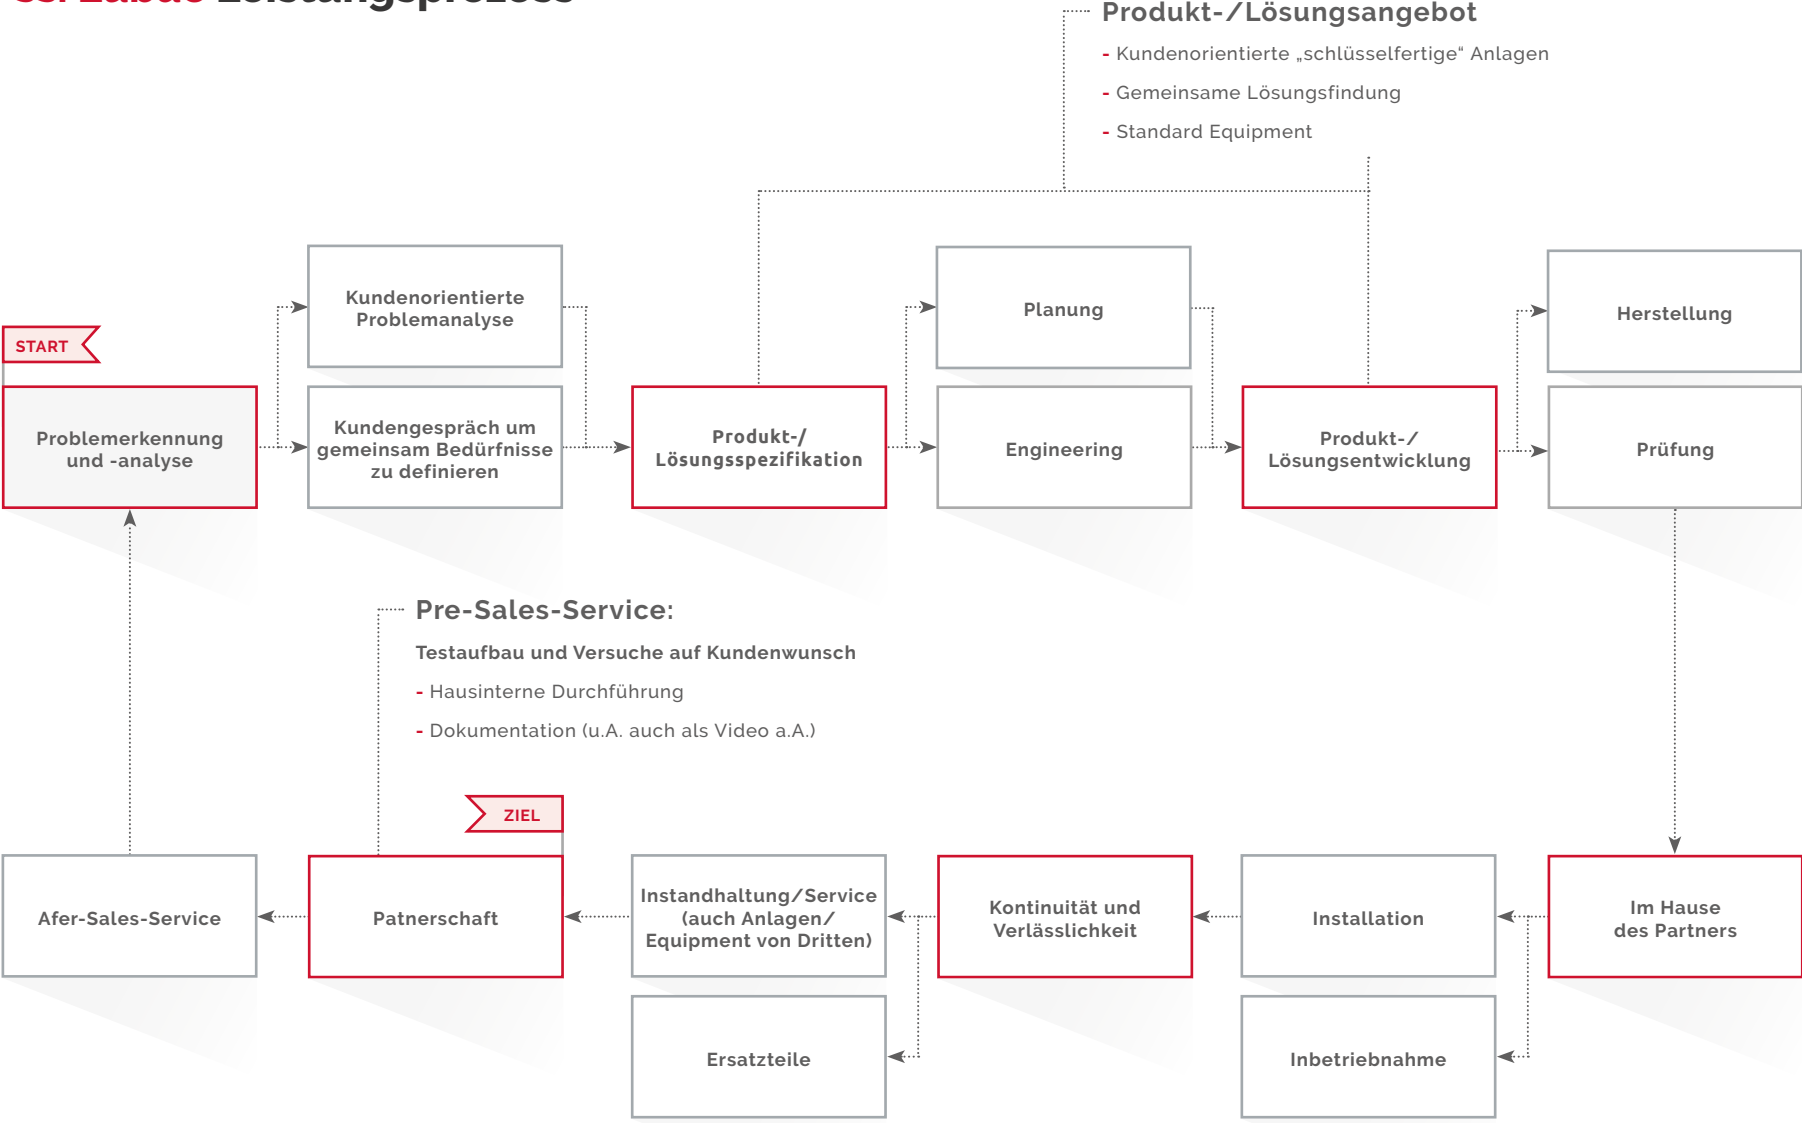 Leistungsprozess
Produkt-/Lösungsangebot
- Kundenorientierte „schlüsselfertige“ Anlagen
- Gemeinsame Lösungsfindung
- Standard Equipment
START
Problemerkennung
und -analyse
Kundenorientierte
Problemanalyse
Kundengespräch um
gemeinsam Bedürfnisse
zu definieren
Produkt-/
Lösungsspezifikation
Planung
Engineering
Produkt-/
Lösungsentwicklung
Herstellung
Prüfung
Pre-Sales-Service:
Testaufbau und Versuche auf Kundenwunsch
- Hausinterne Durchführung
- Dokumentation (u.A. auch als Video a.A.)
ZIEL
Afer-Sales-Service
Patnerschaft
Instandhaltung/Service
(auch Anlagen/
Equipment von Dritten)
Ersatzteile
Kontinuität und
Verlässlichkeit
Installation
Inbetriebnahme
Im Hause
des Partners